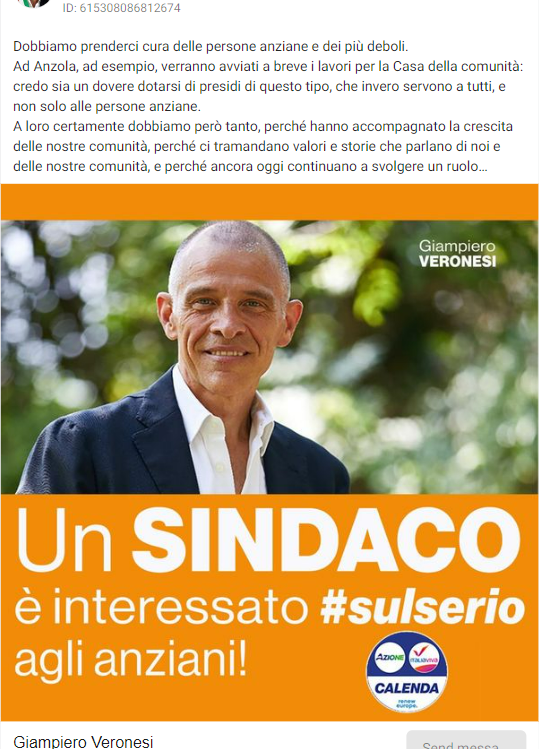 ID: 615308086812674
Dobbiamo prenderci cura delle persone anziane e dei più deboli.
Ad Anzola, ad esempio, verranno avviati a breve i lavori per la Casa della comunità:
credo sia un dovere dotarsi di presidi di questo tipo, che invero servono a tutti, e
non solo alle persone anziane.
A loro certamente dobbiamo però tanto, perché hanno accompagnato la crescita
delle nostre comunità, perché ci tramandano valori e storie che parlano di noi e
delle nostre comunità, e perché ancora oggi continuano a svolgere un ruolo...
Giampiero
VERONESI
Un SINDACO
è interessato #sulserio
agli anziani!
AZIONE
ITALIAVIVA
CALENDA
renew
europe.
Giampiero Veronesi
Send messa...